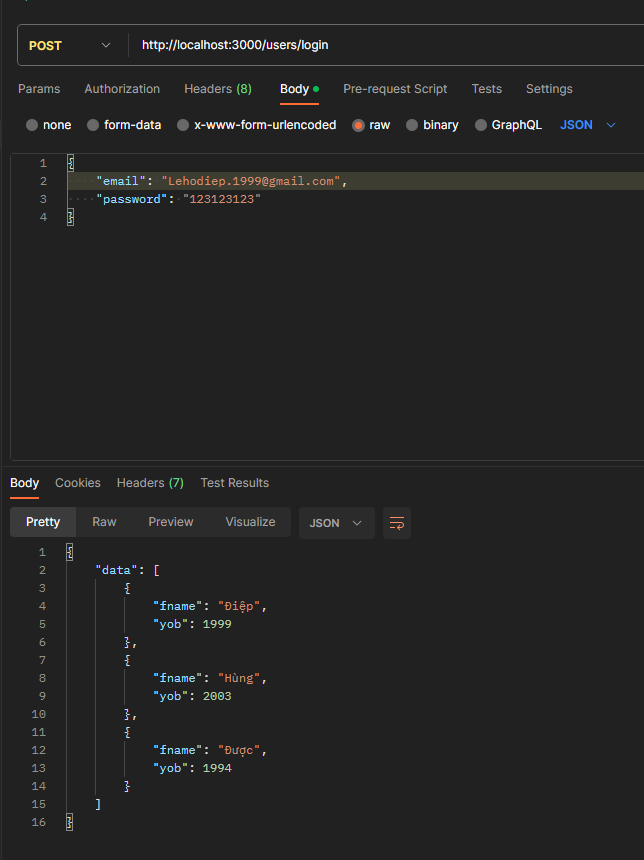 POST http://localhost:3000/users/login
Params Authorization Headers (8) Body Pre-request Script Tests Settings
none form-data x-www-form-urlencoded raw binary GraphQL JSON
1 {
2 "email": "Lehodiep.1999@gmail.com",
3 "password": "123123123"
4 }
Body Cookies Headers (7) Test Results
Pretty Raw Preview Visualize JSON
1 {
2 "data": [
3 {
4 "fname": "Điệp",
5 "yob": 1999
6 },
7 {
8 "fname": "Hùng",
9 "yob": 2003
10 },
11 {
12 "fname": "Được",
13 "yob": 1994
14 }
15 ]
16 }